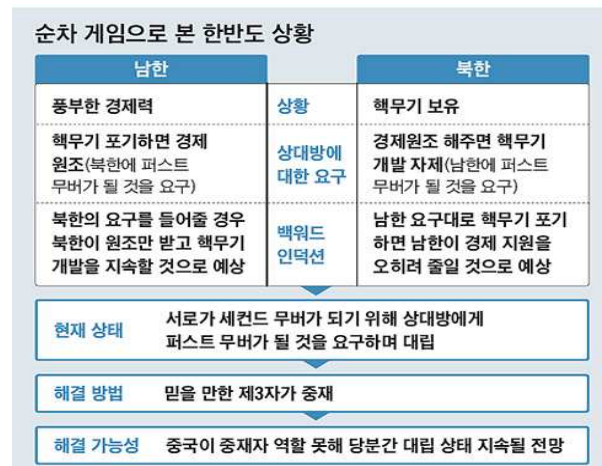 순차 게임으로 본 한반도 상황
남한
북한
풍부한 경제력
상황
핵무기 보유
핵무기 포기하면 경제
원조(북한에 퍼스트
무버가 될 것을 요구)
상대방에
대한 요구
경제원조 해주면 핵무기
개발 자제(남한에 퍼스트
무버가 될 것을 요구)
북한의 요구를 들어줄 경우
북한이 원조만 받고 핵무기
개발을 지속할 것으로 예상
백워드
인덕션
남한 요구대로 핵무기 포기
하면 남한이 경제 지원을
오히려 줄일 것으로 예상
현재 상태
서로가 세컨드 무버가 되기 위해 상대방에게
퍼스트 무버가 될 것을 요구하며 대립
해결 방법
믿을 만한 제3자가 중재
해결 가능성
중국이 중재자 역할 못해 당분간 대립 상태 지속될 전망